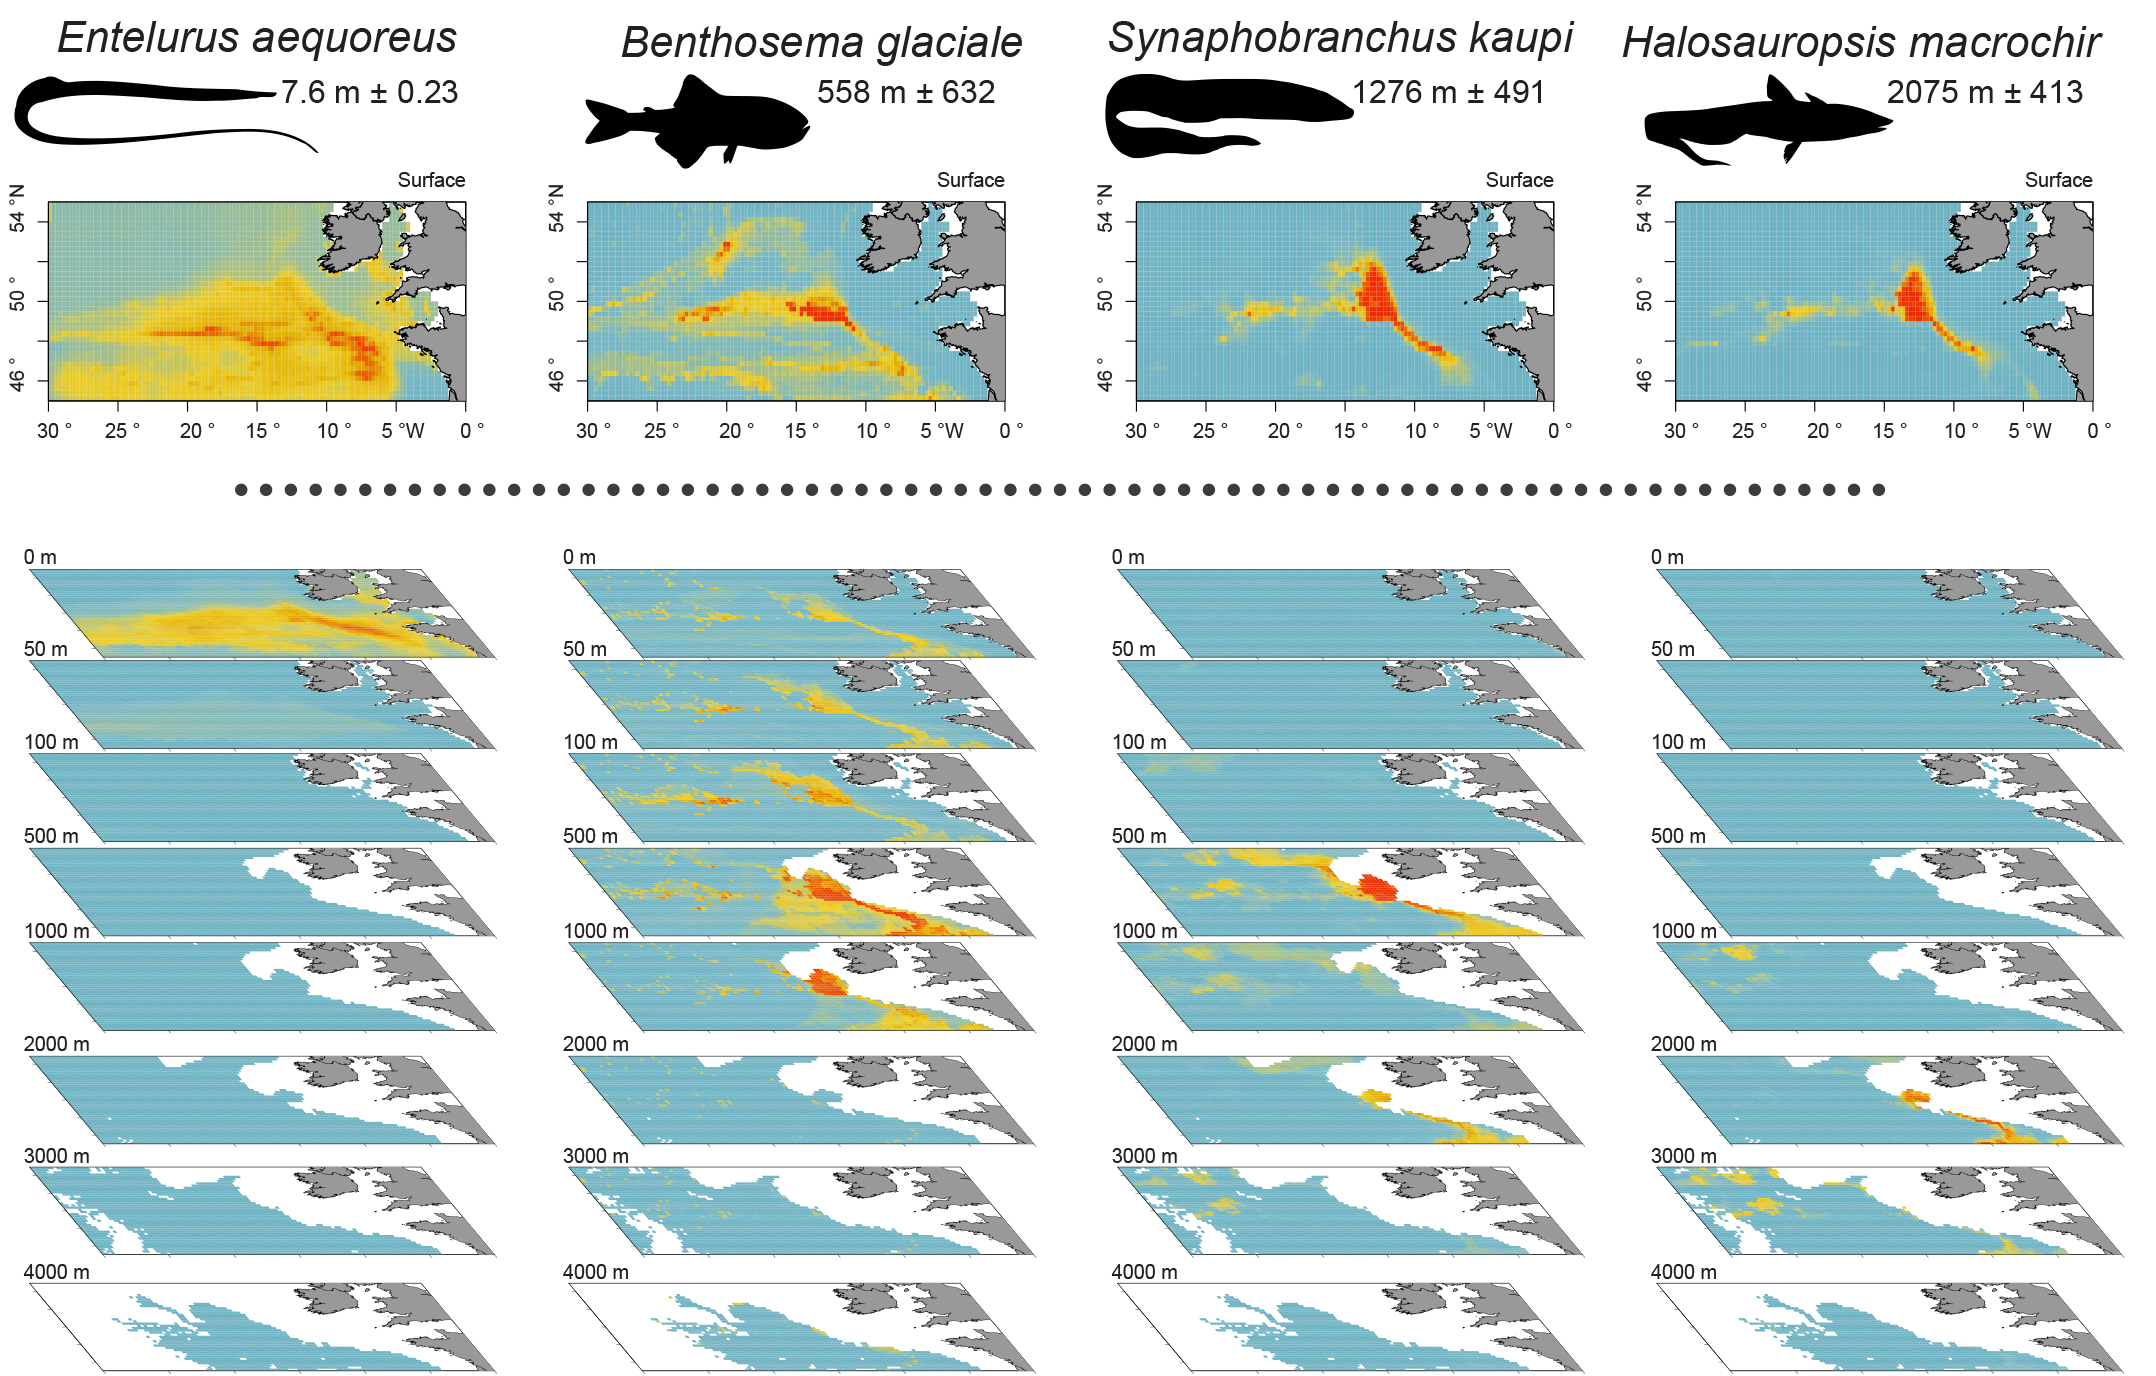 Entelurus aequoreus
7.6 m ± 0.23
Benthosema glaciale
558 m ± 632
Synaphobranchus kaupi
1276 m ± 491
Halosauropsis macrochir
2075 m ± 413
Surface
54 °N
50 °
46 °
30 ° 25 ° 20 ° 15 ° 10 ° 5 °W 0 °
Surface
54 °N
50 °
46 °
30 ° 25 ° 20 ° 15 ° 10 ° 5 °W 0 °
Surface
54 °N
50 °
46 °
30 ° 25 ° 20 ° 15 ° 10 ° 5 °W 0 °
Surface
54 °N
50 °
46 °
30 ° 25 ° 20 ° 15 ° 10 ° 5 °W 0 °
0 m 0 m 0 m 0 m
50 m 50 m 50 m 50 m
100 m 100 m 100 m 100 m
500 m 500 m 500 m 500 m
1000 m 1000 m 1000 m 1000 m
2000 m 2000 m 2000 m 2000 m
3000 m 3000 m 3000 m 3000 m
4000 m 4000 m 4000 m 4000 m